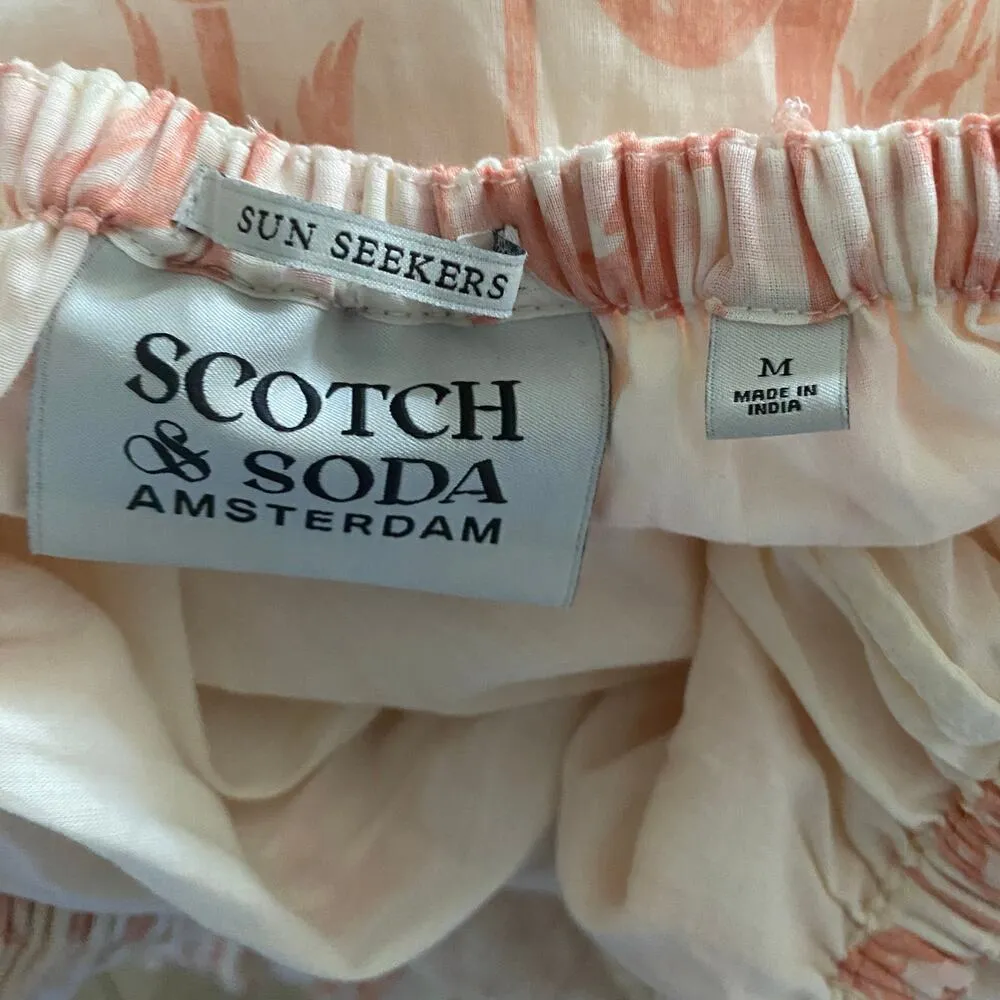 SUN SEEKERS
SCOTCH
& SODA
AMSTERDAM
M
MADE IN
INDIA